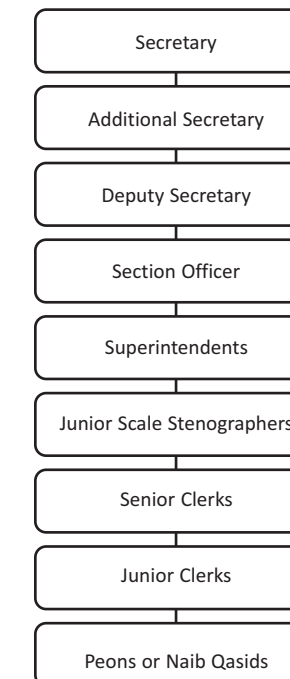 Secretary
Additional Secretary
Deputy Secretary
Section Officer
Superintendents
Junior Scale Stenographers
Senior Clerks
Junior Clerks
Peons or Naib Qasids